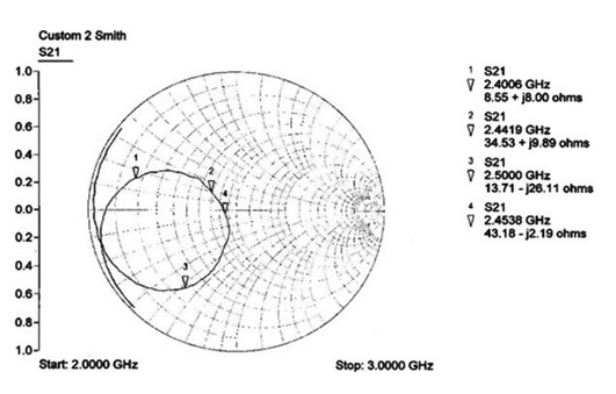 Custom 2 Smith
S21
1.0
0.8
0.6
0.4
0.2
0.0
0.2
0.4
0.6
0.8
1.0
1
2
4
3
Start: 2.0000 GHz
Stop: 3.0000 GHz
1 S21
2.4006 GHz
8.55 + j8.00 ohms
2 S21
2.4419 GHz
34.53 + j9.89 ohms
3 S21
2.5000 GHz
13.71 - j26.11 ohms
4 S21
2.4538 GHz
43.18 - j2.19 ohms